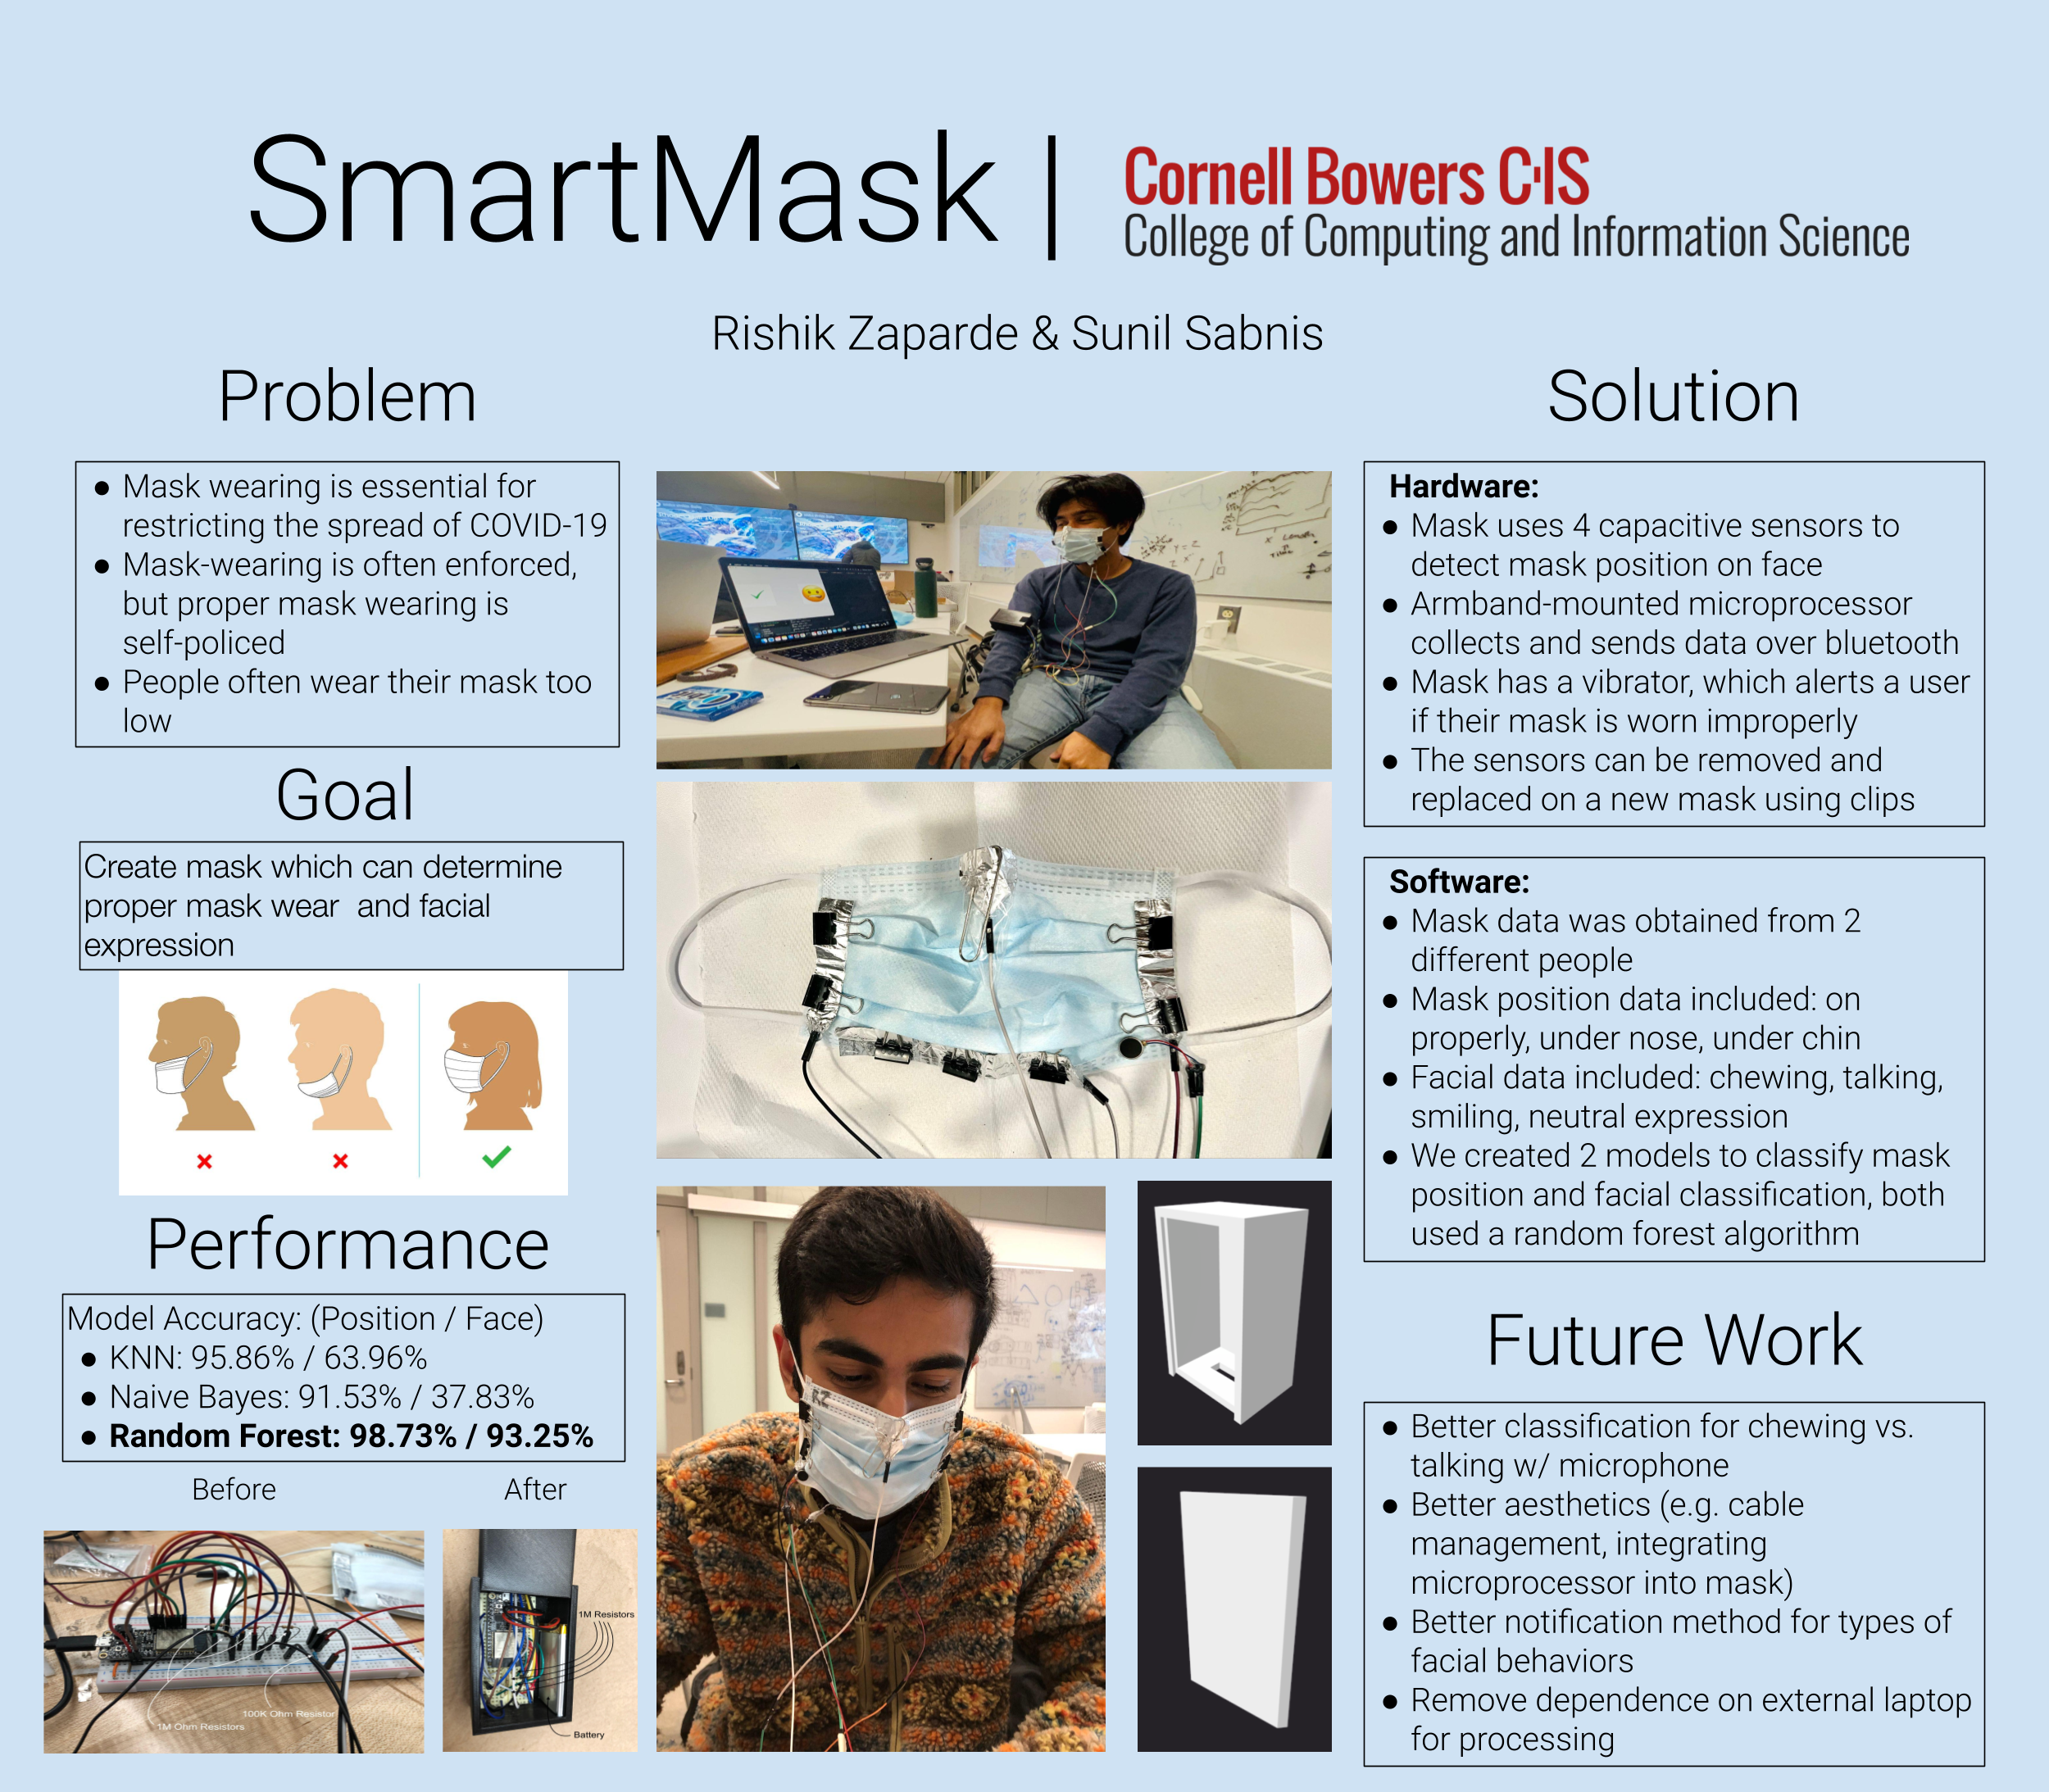 SmartMask |
Cornell Bowers C·IS
College of Computing and Information Science
Rishik Zaparde & Sunil Sabnis
Problem
● Mask wearing is essential for
restricting the spread of COVID-19
● Mask-wearing is often enforced,
but proper mask wearing is
self-policed
● People often wear their mask too
low
Goal
Create mask which can determine
proper mask wear  and facial
expression
Performance
Model Accuracy: (Position / Face)
● KNN: 95.86% / 63.96%
● Naive Bayes: 91.53% / 37.83%
● Random Forest: 98.73% / 93.25%
Before
After
1M Ohm Resistors
100K Ohm Resistor
1M Resistors
Battery
Solution
Hardware:
● Mask uses 4 capacitive sensors to
detect mask position on face
● Armband-mounted microprocessor
collects and sends data over bluetooth
● Mask has a vibrator, which alerts a user
if their mask is worn improperly
● The sensors can be removed and
replaced on a new mask using clips
Software:
● Mask data was obtained from 2
different people
● Mask position data included: on
properly, under nose, under chin
● Facial data included: chewing, talking,
smiling, neutral expression
● We created 2 models to classify mask
position and facial classification, both
used a random forest algorithm
Future Work
● Better classification for chewing vs.
talking w/ microphone
● Better aesthetics (e.g. cable
management, integrating
microprocessor into mask)
● Better notification method for types of
facial behaviors
● Remove dependence on external laptop
for processing